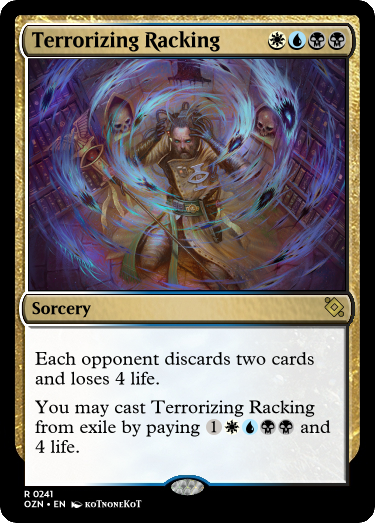 Terrorizing Racking
Sorcery
Each opponent discards two cards
and loses 4 life.
You may cast Terrorizing Racking
from exile by paying 1 and
4 life.
R 0241
OZN • EN KOTNONEKOT